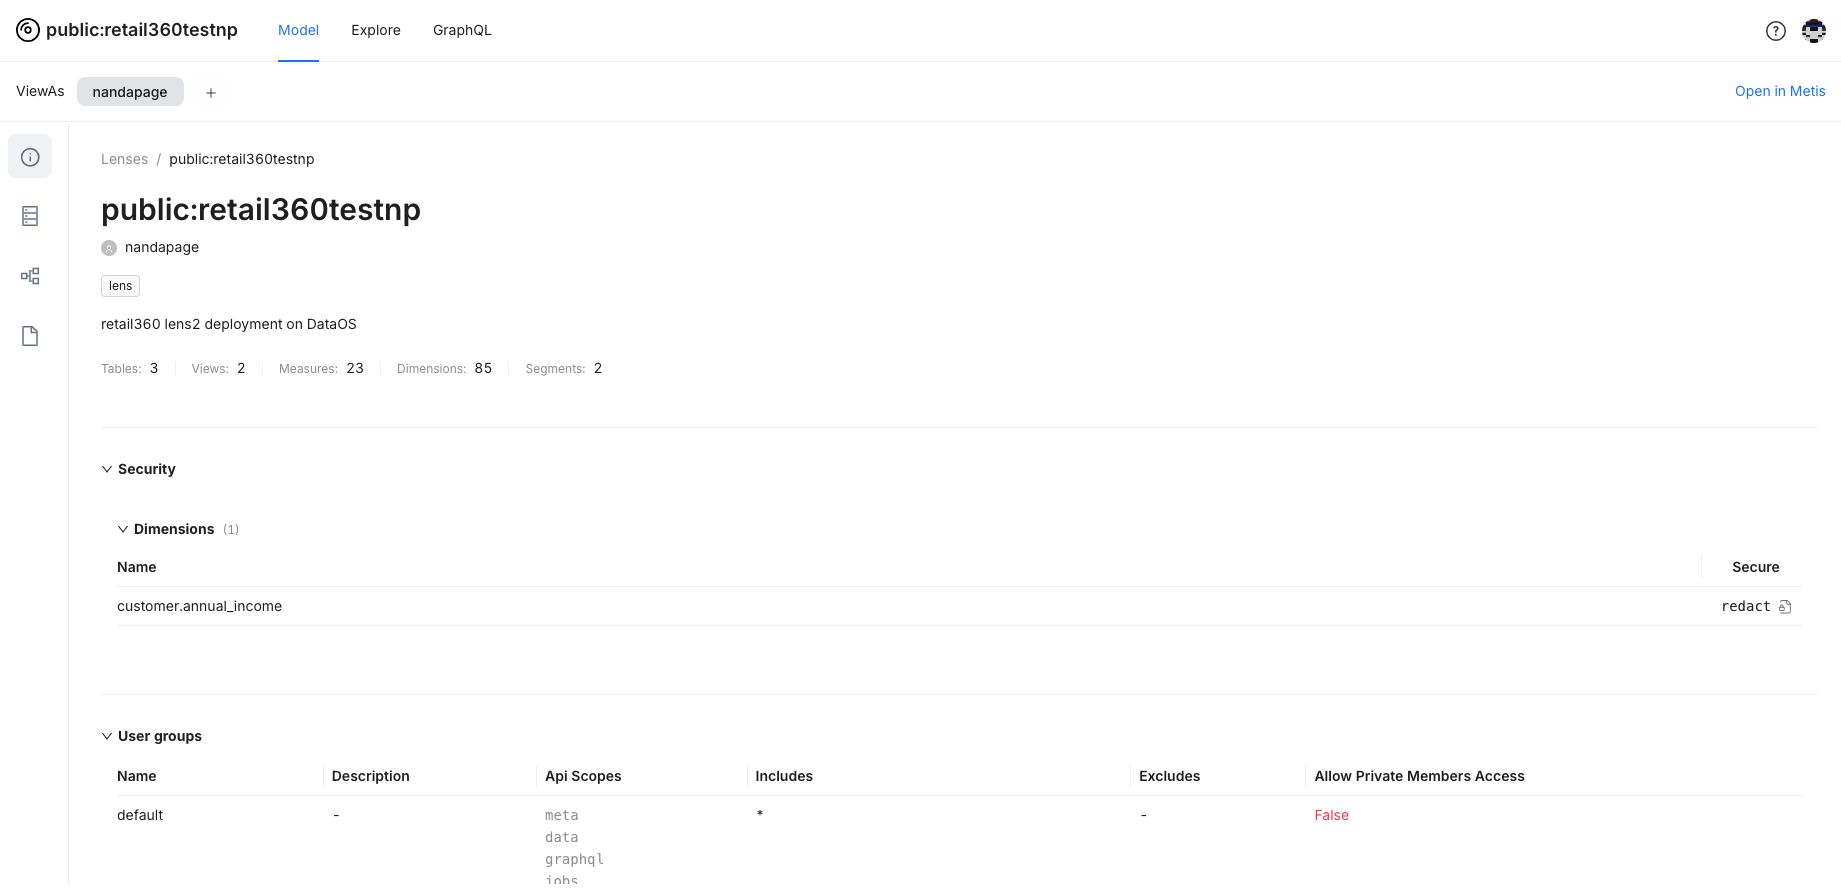 public:retail360testnp Model Explore GraphQL
ViewAs nandapage + Open in Metis
Lenses / public:retail360testnp
public:retail360testnp
nandapage
lens
retail360 lens2 deployment on DataOS
Tables: 3 Views: 2 Measures: 23 Dimensions: 85 Segments: 2
Security
Dimensions (1)
Name Secure
customer.annual_income redact
User groups
Name Description Api Scopes Includes Excludes Allow Private Members Access
default - meta * - False
data
graphql
jobs